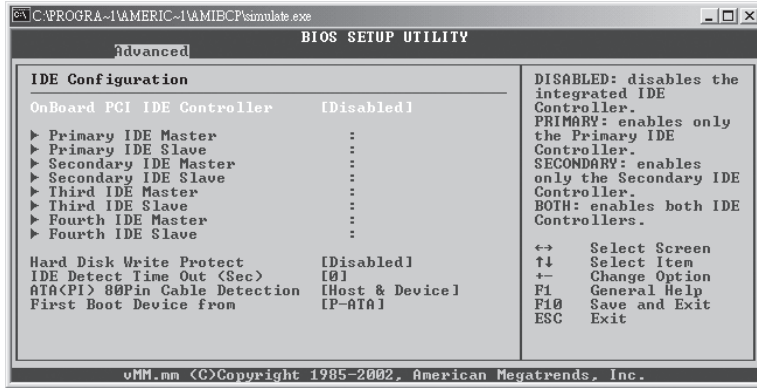 C:\PROGRA~1\AMERIC~1\AMIBCP\simulate.exe
BIOS SETUP UTILITY
Advanced
IDE Configuration
OnBoard PCI IDE Controller [Disabled]
▶ Primary IDE Master :
▶ Primary IDE Slave :
▶ Secondary IDE Master :
▶ Secondary IDE Slave :
▶ Third IDE Master :
▶ Third IDE Slave :
▶ Fourth IDE Master :
▶ Fourth IDE Slave :
Hard Disk Write Protect [Disabled]
IDE Detect Time Out (Sec) [0]
ATA(PI) 80Pin Cable Detection [Host & Device]
First Boot Device from [P-ATA]
DISABLED: disables the
integrated IDE
Controller.
PRIMARY: enables only
the Primary IDE
Controller.
SECONDARY: enables
only the Secondary IDE
Controller.
BOTH: enables both IDE
Controllers.
↔ Select Screen
↑↓ Select Item
+- Change Option
F1 General Help
F10 Save and Exit
ESC Exit
vMM.mm (C)Copyright 1985-2002, American Megatrends, Inc.